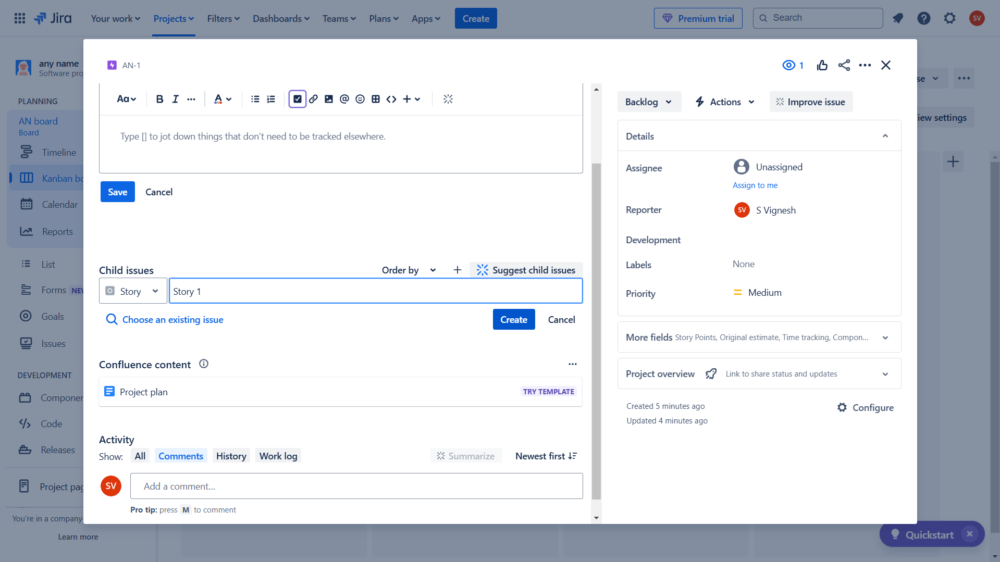 Jira
Your work
Projects
Filters
Dashboards
Teams
Plans
Apps
Create
Premium trial
Search
SV
any name
Software
PLANNING
AN board
Board
Timeline
Kanban
Calendar
Reports
List
Forms
Goals
Issues
DEVELOPMENT
Code
Releases
Project
You're in a company-
Learn more
AN-1
1
Aa
B I
A
Type [] to jot down things that don’t need to be tracked elsewhere.
Save
Cancel
Child issues
Order by
Suggest child issues
Story
Story 1
Choose an existing issue
Create
Cancel
Confluence content
Project plan
TRY TEMPLATE
Activity
Show:
All
Comments
History
Work log
Summarize
Newest first
SV
Add a comment...
Pro tip: press M to comment
Backlog
Actions
Improve issue
Details
Assignee
Unassigned
Assign to me
Reporter
SV
S Vignesh
Development
Labels
None
Priority
Medium
More fields Story Points, Original estimate, Time tracking, Compon...
Project overview
Link to share status and updates
Created 5 minutes ago
Updated 4 minutes ago
Configure
settings
Quickstart